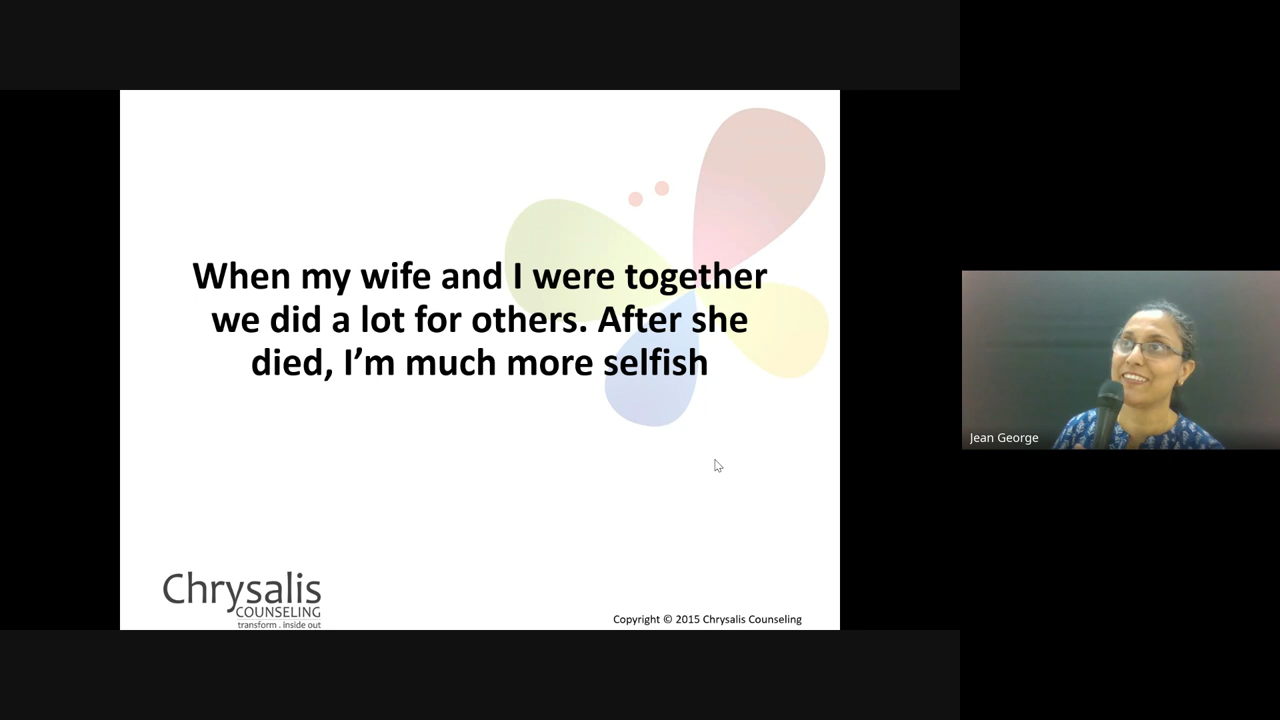 When my wife and I were together
we did a lot for others. After she
died, I’m much more selfish
Chrysalis
COUNSELING
transform . inside out
Copyright © 2015 Chrysalis Counseling
Jean George